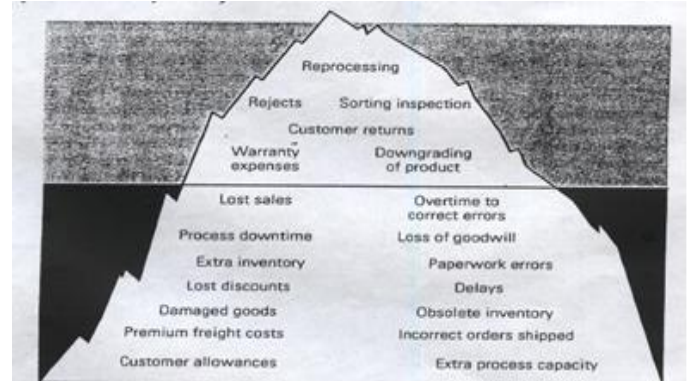 Reprocessing
Rejects Sorting inspection
Customer returns
Warranty Downgrading
expenses of product
Lost sales Overtime to
correct errors
Process downtime Loss of goodwill
Extra inventory Paperwork errors
Lost discounts Delays
Damaged goods Obsolete inventory
Premium freight costs Incorrect orders shipped
Customer allowances Extra process capacity